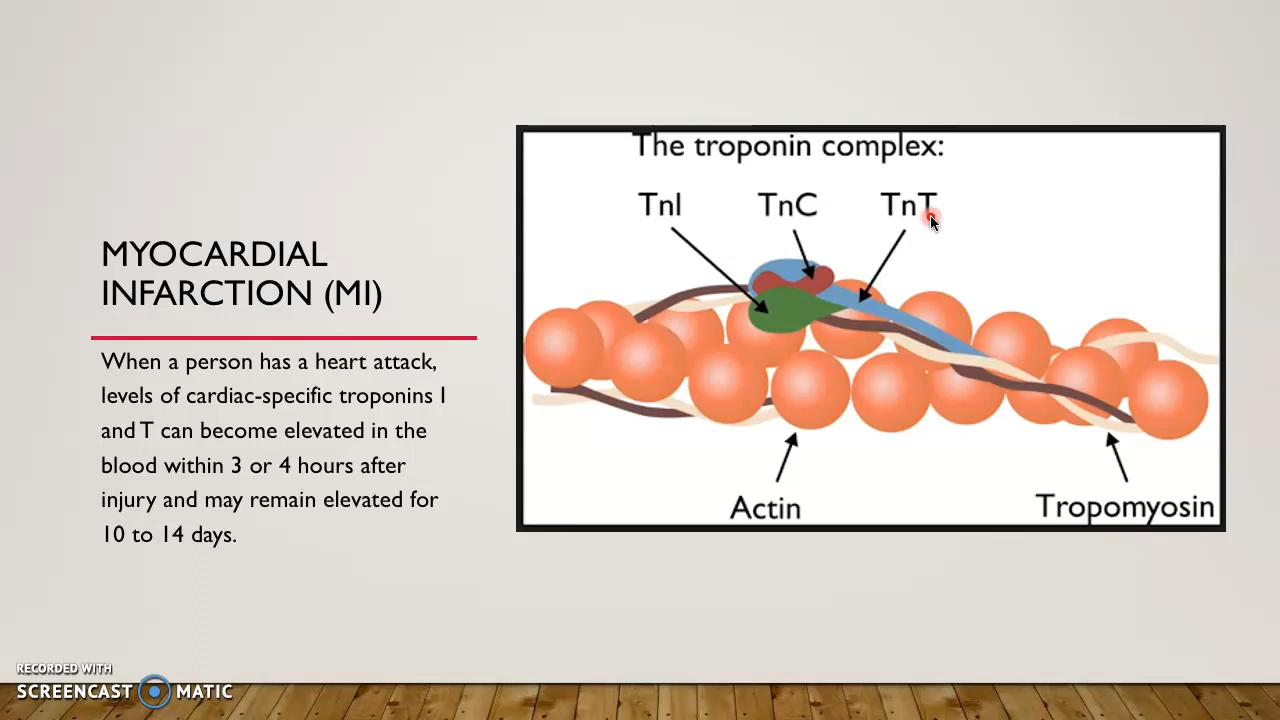 The troponin complex:
TnI TnC TnT
MYOCARDIAL
INFARCTION (MI)
When a person has a heart attack,
levels of cardiac-specific troponins I
and T can become elevated in the
blood within 3 or 4 hours after
injury and may remain elevated for
10 to 14 days.
Actin Tropomyosin
RECORDED WITH
SCREENCAST MATIC